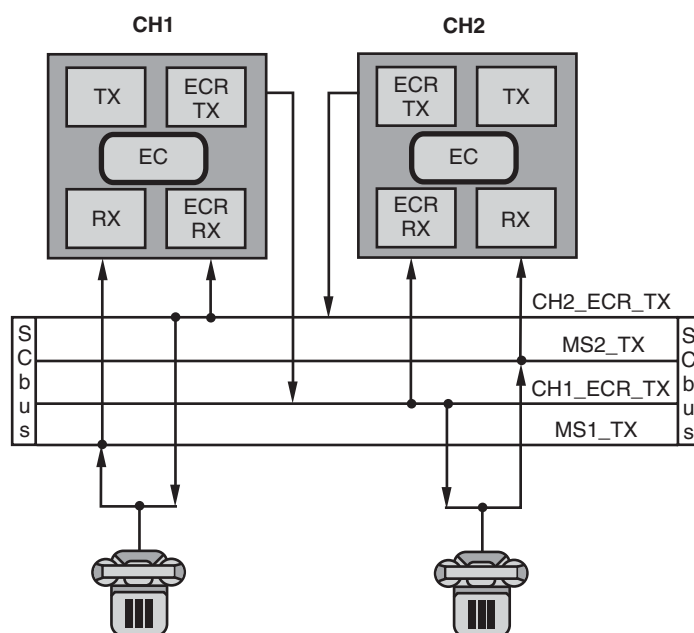 CH1
CH2
TX
ECR
TX
EC
RX
ECR
RX
ECR
TX
TX
EC
ECR
RX
RX
CH2_ECR_TX
MS2_TX
CH1_ECR_TX
MS1_TX
S
C
b
u
s
S
C
b
u
s